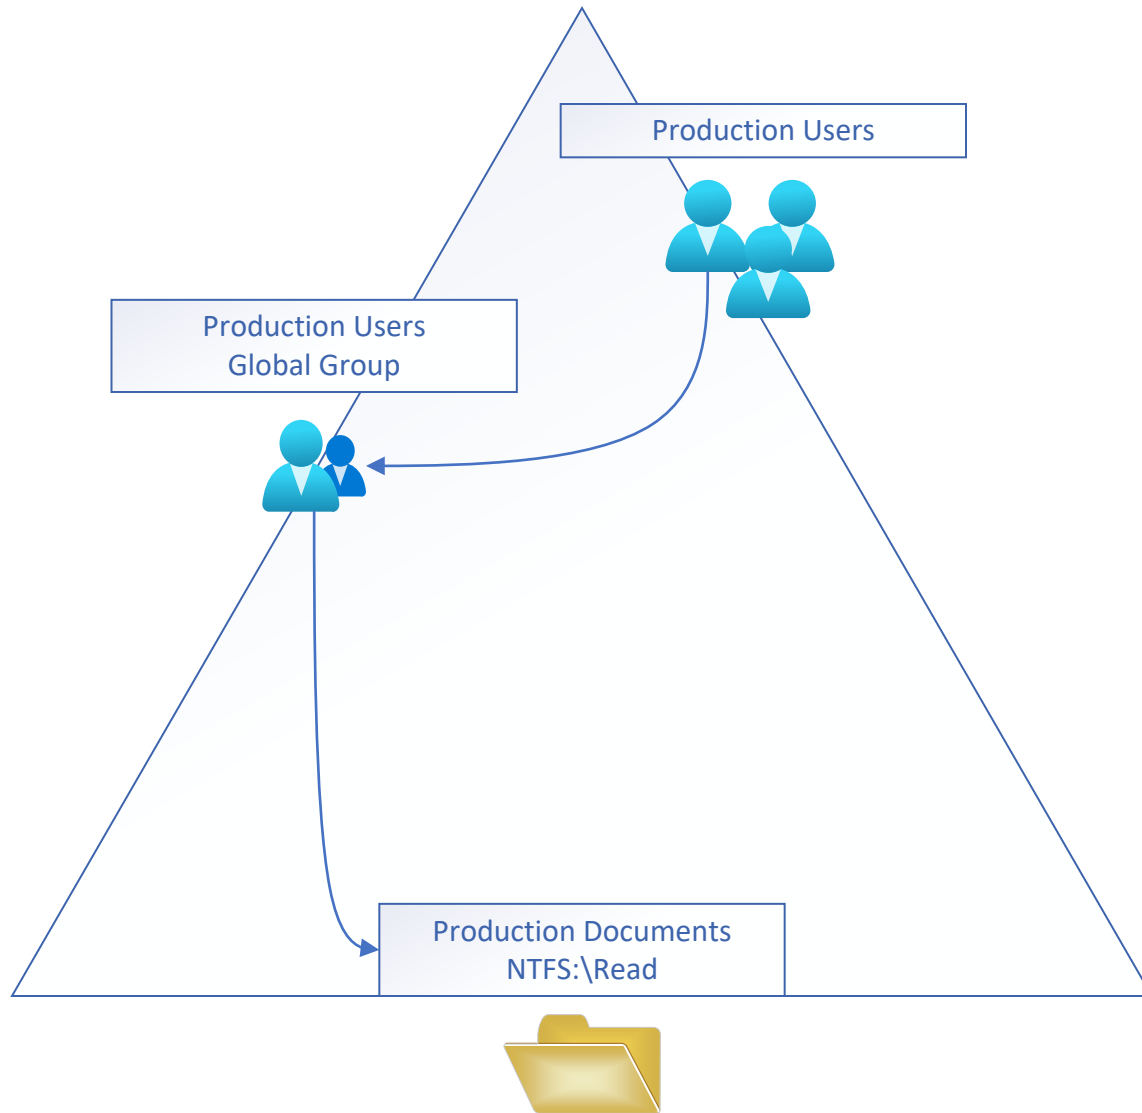 Production Users
Production Users
Global Group
Production Documents
NTFS:\Read